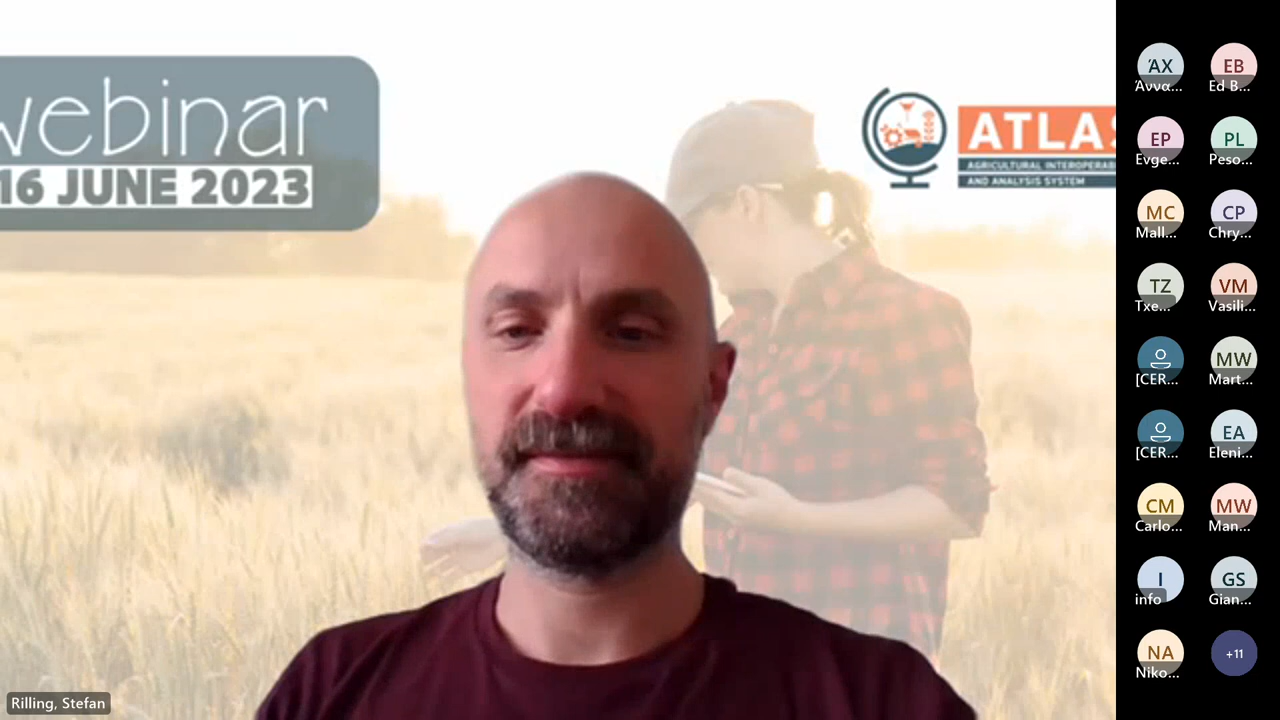 webinar
16 JUNE 2023
ATLAS
AGRICULTURAL INTEROPERAB
AND ANALYSIS SYSTEM
Rilling, Stefan
ΆΧ
Άννα...
EB
Ed B...
EP
Evge...
PL
Peso...
MC
Mall...
CP
Chry...
TZ
Txe...
VM
Vasili...
[CER...
MW
Mart...
[CER...
EA
Eleni...
CM
Carlo...
MW
Man...
I
info
GS
Gian...
NA
Niko...
+11